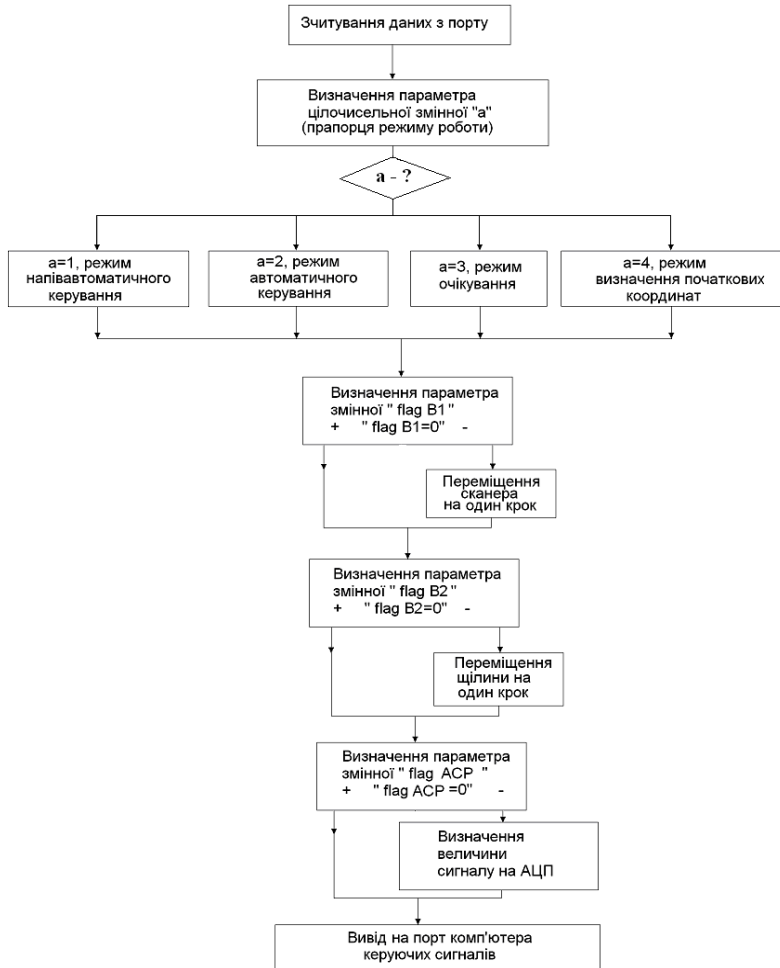 Зчитування даних з порту
Визначення параметра
цілочисельної змінної "а"
(прапорця режиму роботи)
a - ?
a=1, режим
напівавтоматичного
керування
a=2, режим
автоматичного
керування
a=3, режим
очікування
a=4, режим
визначення початкових
координат
Визначення параметра
змінної " flag B1"
+ " flag B1=0" -
Переміщення
сканера
на один крок
Визначення параметра
змінної " flag B2"
+ " flag B2=0" -
Переміщення
щілини на
один крок
Визначення параметра
змінної " flag ACP "
+ " flag ACP =0" -
Визначення
величини
сигналу на АЦП
Вивід на порт комп'ютера
керуючих сигналів